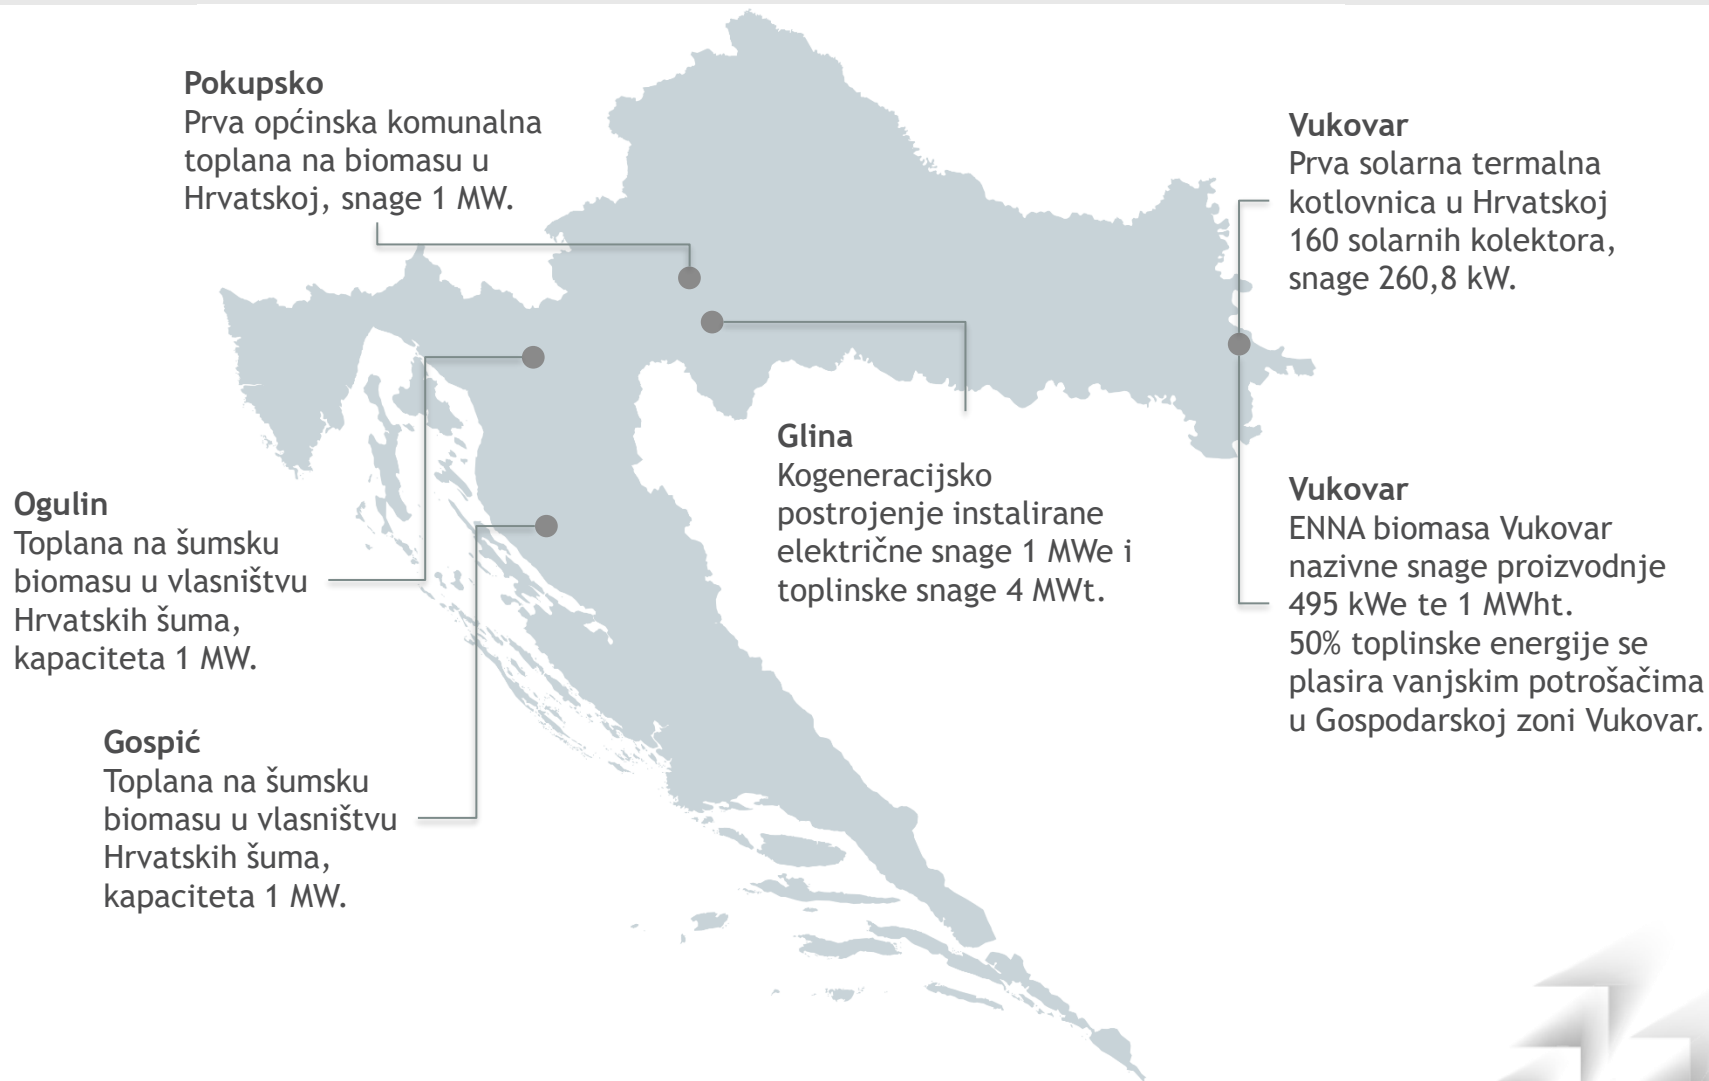 Pokupsko
Prva općinska komunalna
toplana na biomasu u
Hrvatskoj, snage 1 MW.
Vukovar
Prva solarna termalna
kotlovnica u Hrvatskoj
160 solarnih kolektora,
snage 260,8 kW.
Glina
Kogeneracijsko
postrojenje instalirane
električne snage 1 MWe i
toplinske snage 4 MWt.
Ogulin
Toplana na šumsku
biomasu u vlasništvu
Hrvatskih šuma,
kapaciteta 1 MW.
Vukovar
ENNA biomasa Vukovar
nazivne snage proizvodnje
495 kWe te 1 MWht.
50% toplinske energije se
plasira vanjskim potrošačima
u Gospodarskoj zoni Vukovar.
Gospić
Toplana na šumsku
biomasu u vlasništvu
Hrvatskih šuma,
kapaciteta 1 MW.